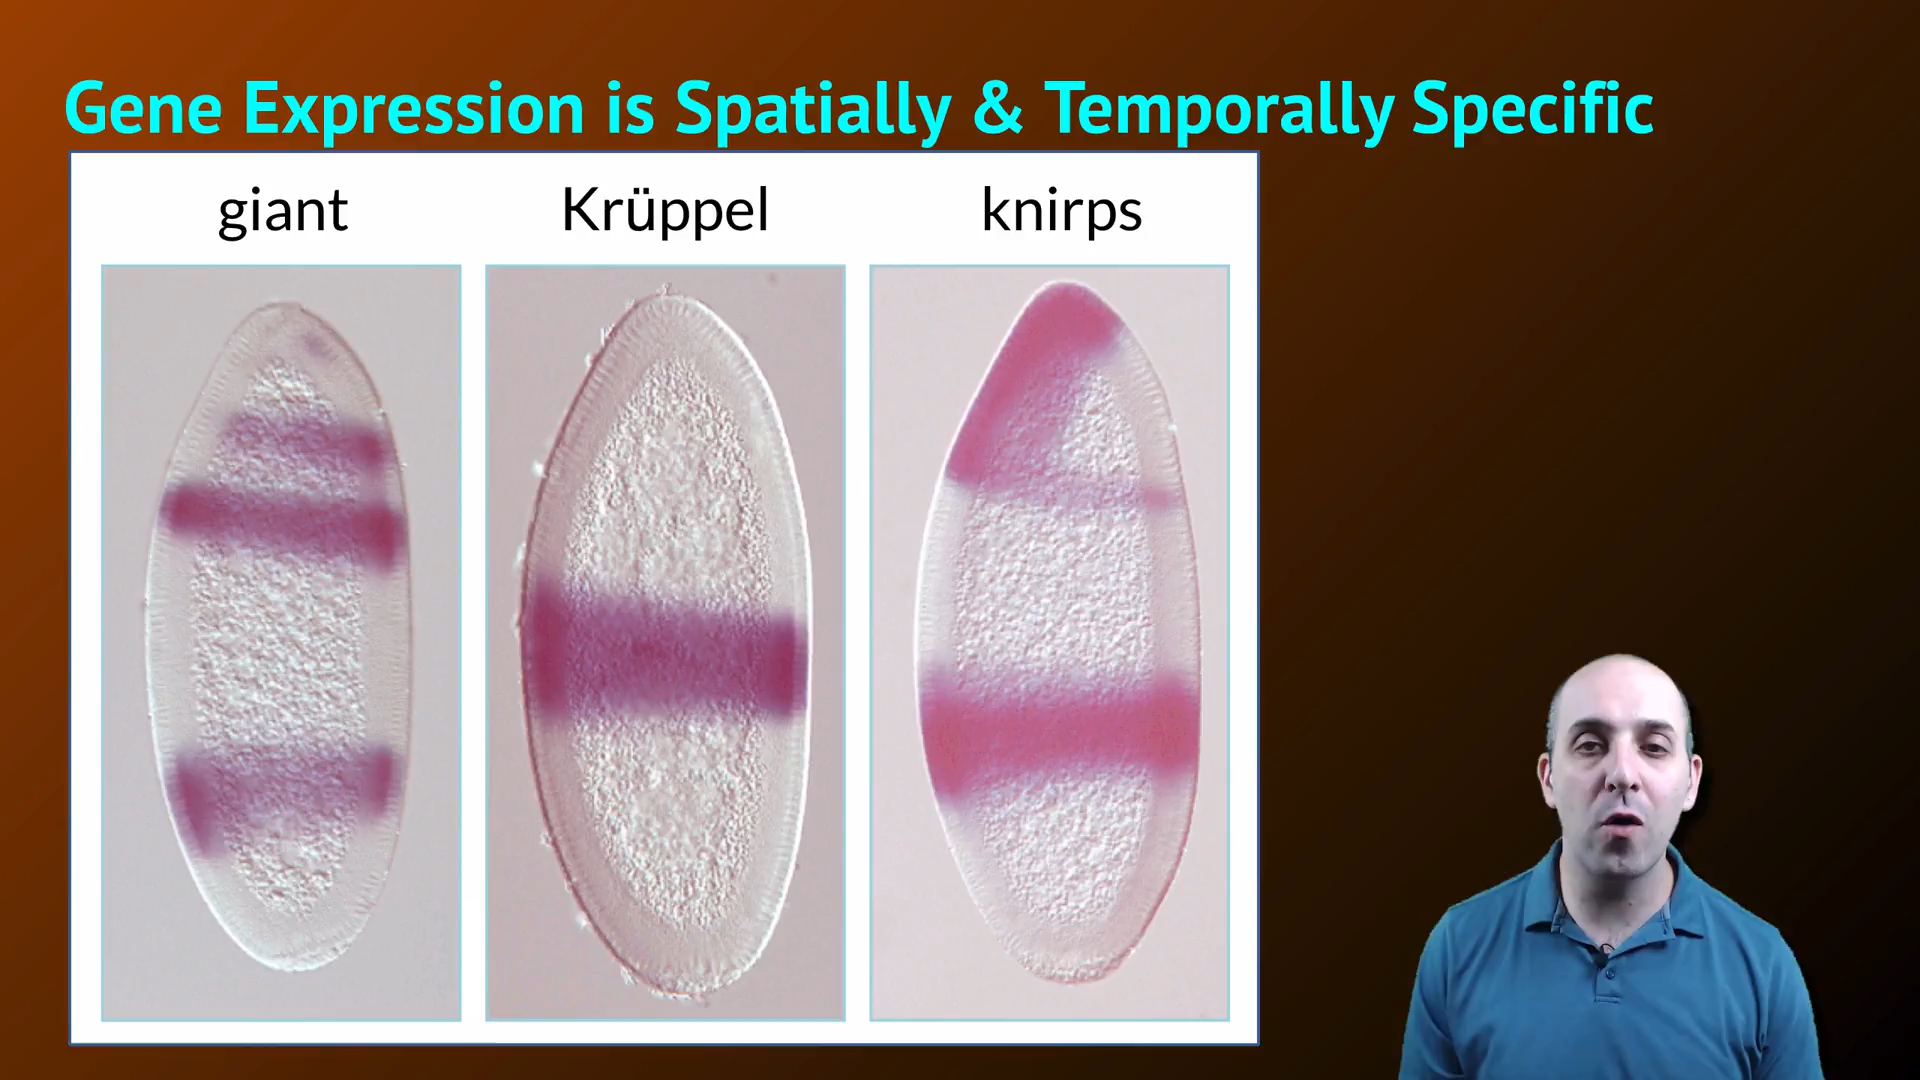 Gene Expression is Spatially & Temporally Specific
giant
Krüppel
knirps